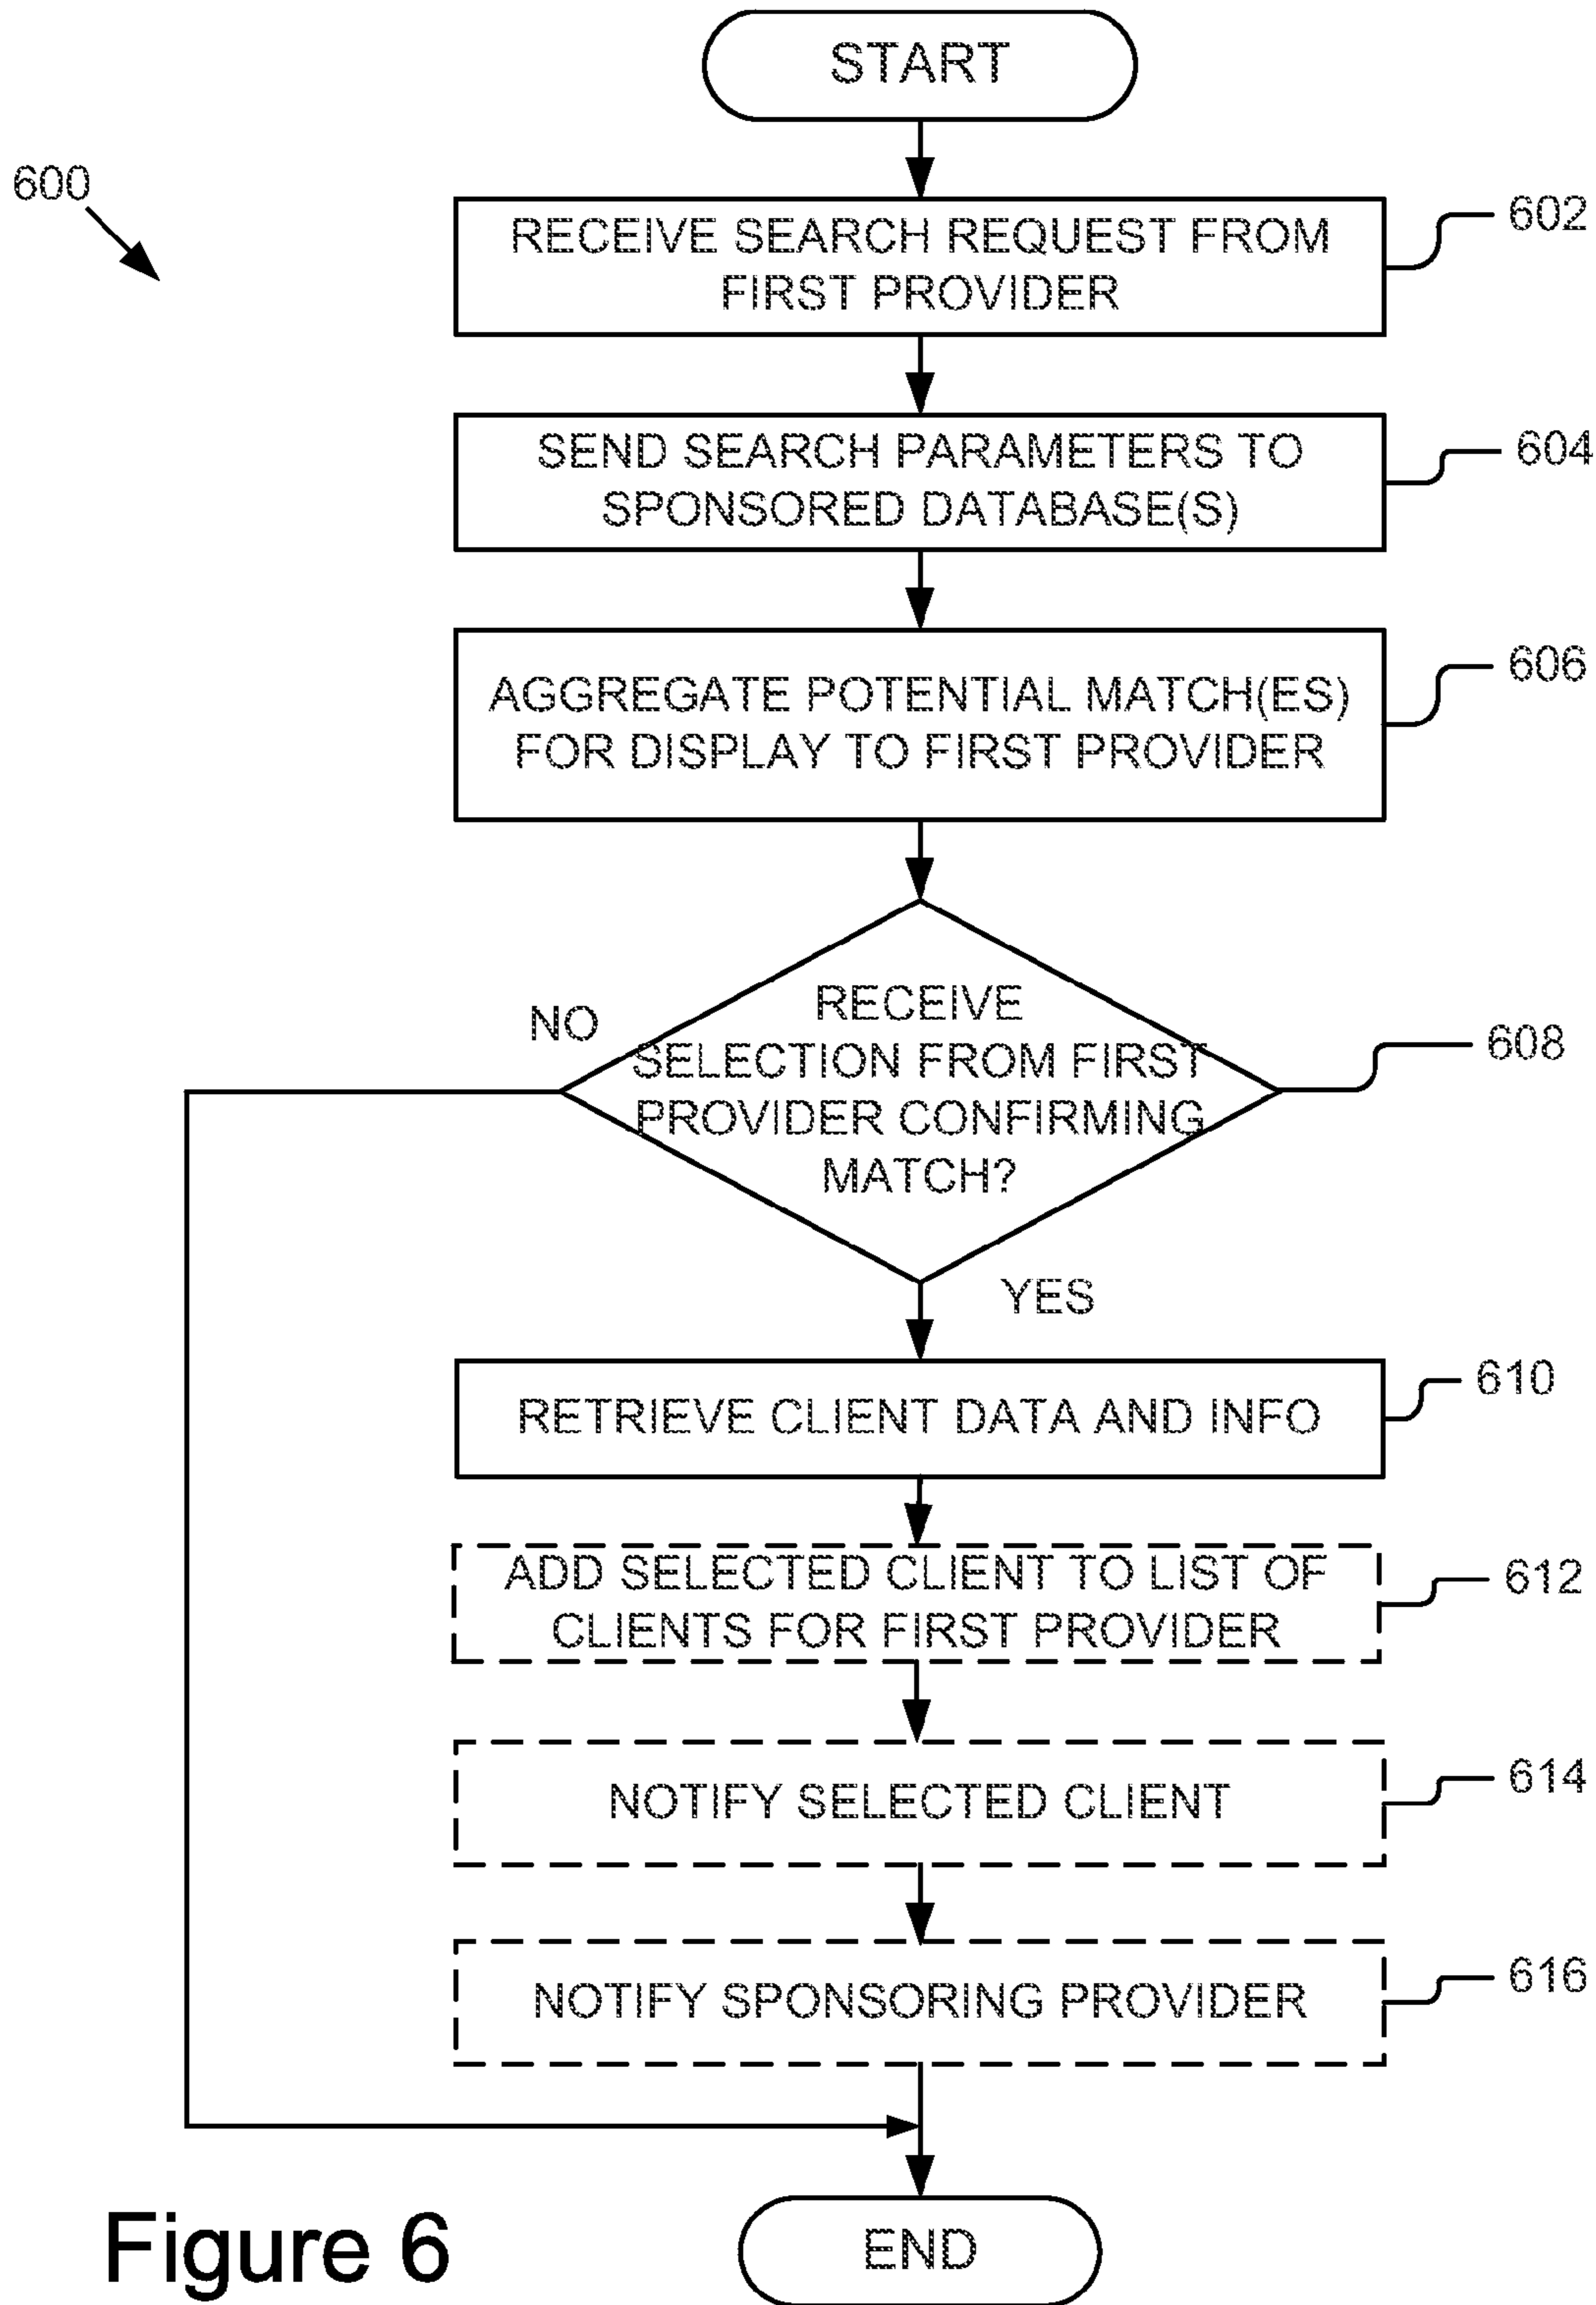 START
600
RECEIVE SEARCH REQUEST FROM
FIRST PROVIDER
602
SEND SEARCH PARAMETERS TO
SPONSORED DATABASE(S)
604
AGGREGATE POTENTIAL MATCH(ES)
FOR DISPLAY TO FIRST PROVIDER
606
NO
RECEIVE
SELECTION FROM FIRST
PROVIDER CONFIRMING
MATCH?
608
YES
RETRIEVE CLIENT DATA AND INFO
610
ADD SELECTED CLIENT TO LIST OF
CLIENTS FOR FIRST PROVIDER
612
NOTIFY SELECTED CLIENT
614
NOTIFY SPONSORING PROVIDER
616
END
Figure 6